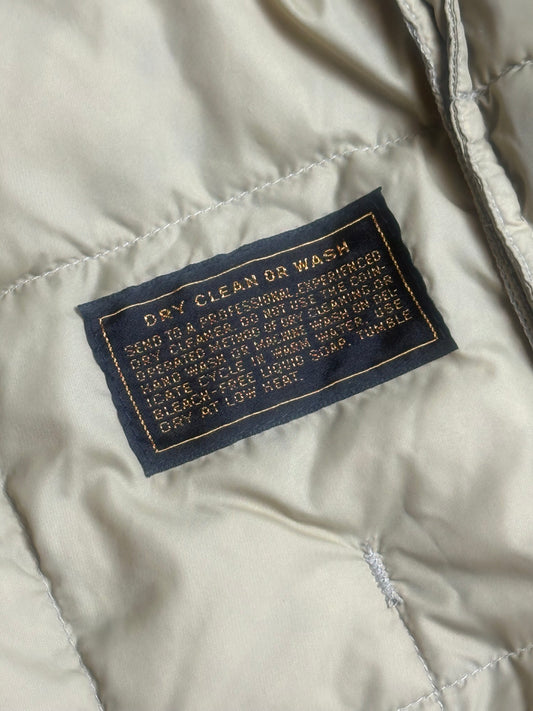 DRY CLEAN OR WASH
SEND TO A PROFESSIONAL EXPERIENCED
DRY CLEANER. DO NOT USE THE COIN-
OPERATED METHOD OF DRY CLEANING OR
HAND WASH OR MACHINE WASH ON DEL-
ICATE CYCLE IN WARM WATER. USE
BLEACH-FREE LIQUID SOAP. TUMBLE
DRY AT LOW HEAT.